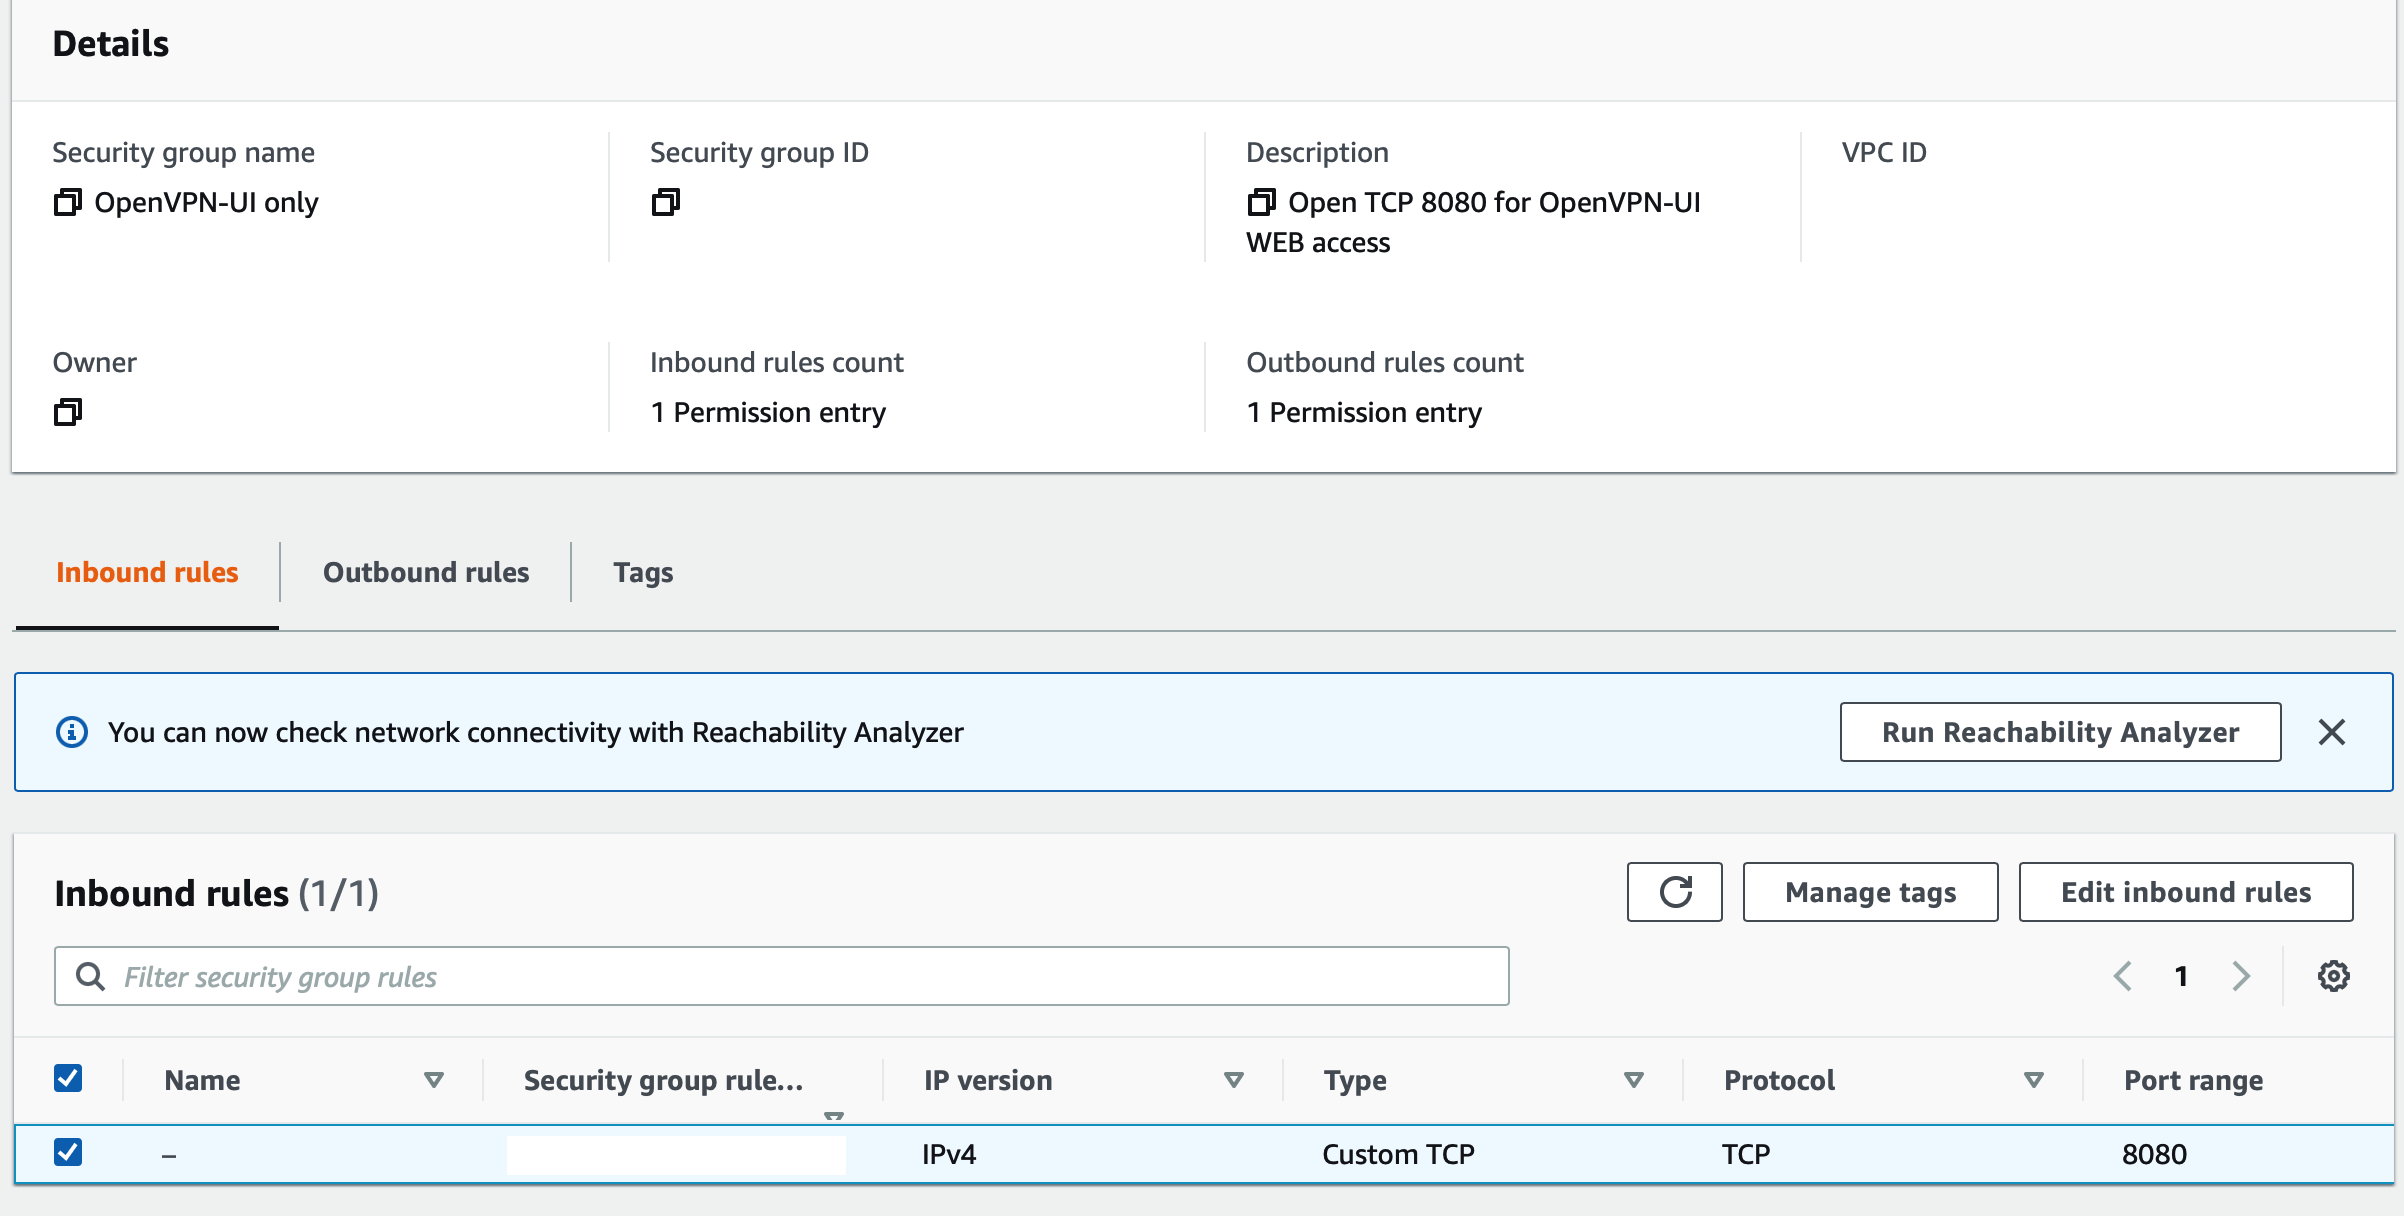 Details
Security group name
OpenVPN-UI only
Security group ID
Description
Open TCP 8080 for OpenVPN-UI
WEB access
VPC ID
Owner
Inbound rules count
1 Permission entry
Outbound rules count
1 Permission entry
Inbound rules
Outbound rules
Tags
You can now check network connectivity with Reachability Analyzer
Run Reachability Analyzer
Inbound rules (1/1)
Manage tags
Edit inbound rules
Filter security group rules
1
Name
Security group rule...
IP version
Type
Protocol
Port range
–
IPv4
Custom TCP
TCP
8080